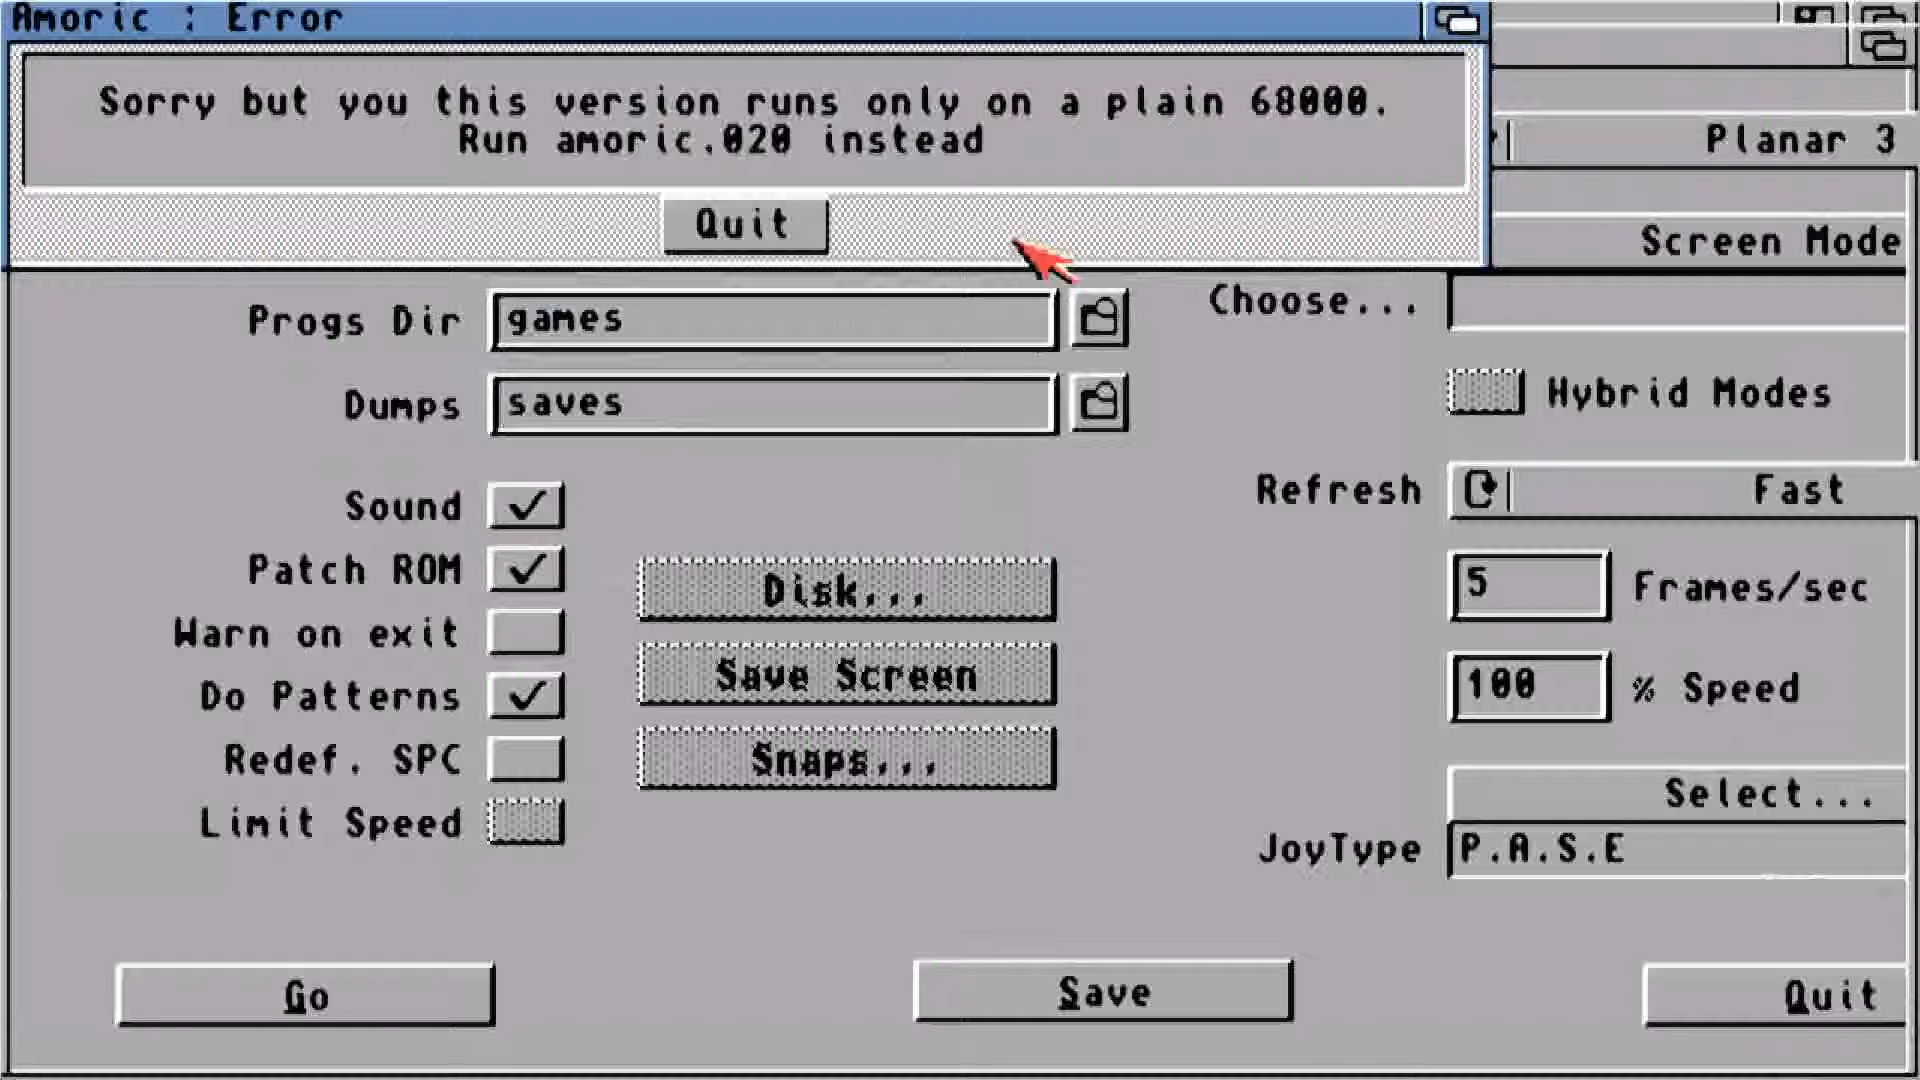 Amoric : Error
Sorry but you this version runs only on a plain 68000.
Run amoric.020 instead
Quit
Planar 3
Screen Mode
Progs Dir games
Choose...
Dumps saves
Hybrid Modes
Sound
Refresh Fast
Patch ROM
Disk...
5 Frames/sec
Warn on exit
Save Screen
100 % Speed
Do Patterns
Redef. SPC
Snaps...
Select...
Limit Speed
JoyType P.A.S.E
Go
Save
Quit